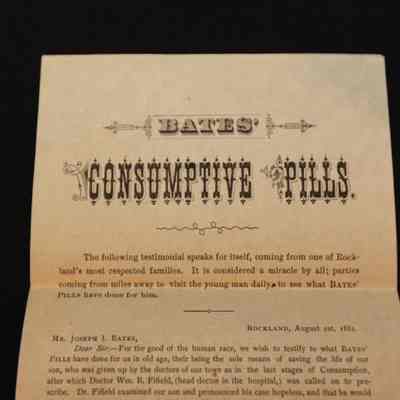 BATES'
CONSUMPTIVE PILLS.
The following testimonial speaks for itself, coming from one of Rock-
land's most respected families. It is considered a miracle by all; parties
coming from miles away to visit the young man daily, to see what BATES'
PILLS have done for him.
ROCKLAND, August 1st, 1881.
MR. JOSEPH I. BATES,
Dear Sir:—For the good of the human race, we wish to testify to what BATES'
PILLS have done for us in old age, their being the sole means of saving the life of our
son, who was given up by the doctors of our town as in the last stages of Consumption,
after which Doctor Wm. R. Fifield, (head doctor in the hospital,) was called on to pre-
scribe. Dr. Fifield examined our son and pronounced his case hopeless, and that he would